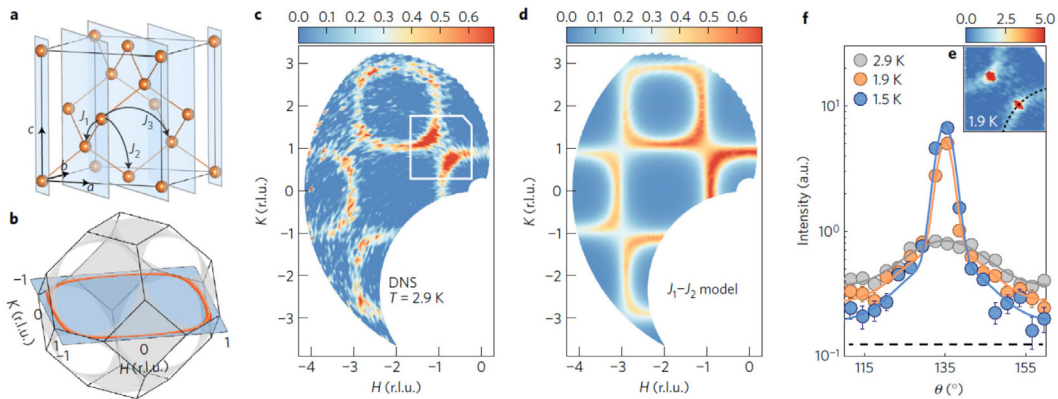 a
J1
J2
J3
c
b
a
b
−1
0
1
K (r.l.u.)
−1
0
1
H (r.l.u.)
c
0.0 0.1 0.2 0.3 0.4 0.5 0.6
3
2
1
0
−1
−2
−3
K (r.l.u.)
DNS
T = 2.9 K
−4 −3 −2 −1 0
H (r.l.u.)
d
0.0 0.1 0.2 0.3 0.4 0.5 0.6
3
2
1
0
−1
−2
−3
K (r.l.u.)
J1–J2 model
−4 −3 −2 −1 0
H (r.l.u.)
f
0.0 2.5 5.0
e
1.9 K
2.9 K
1.9 K
1.5 K
10¹
10⁰
10⁻¹
Intensity (a.u.)
115 135 155
θ (°)